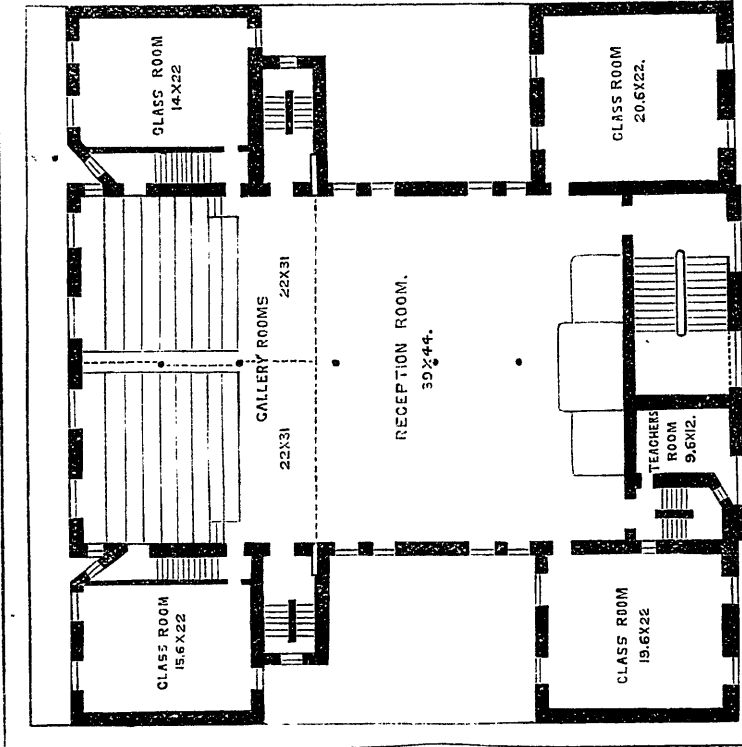 CLASS ROOM
14X22
CLASS ROOM
20.6X22.
22X31
GALLERY ROOMS
22X31
RECEPTION ROOM.
39X44.
TEACHERS
ROOM
9.6X12.
CLASS ROOM
15.6X22
CLASS ROOM
19.6X22